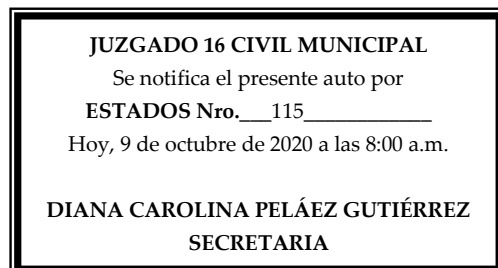 JUZGADO 16 CIVIL MUNICIPAL
Se notifica el presente auto por
ESTADOS Nro.___115____________
Hoy, 9 de octubre de 2020 a las 8:00 a.m.
DIANA CAROLINA PELÁEZ GUTIÉRREZ
SECRETARIA